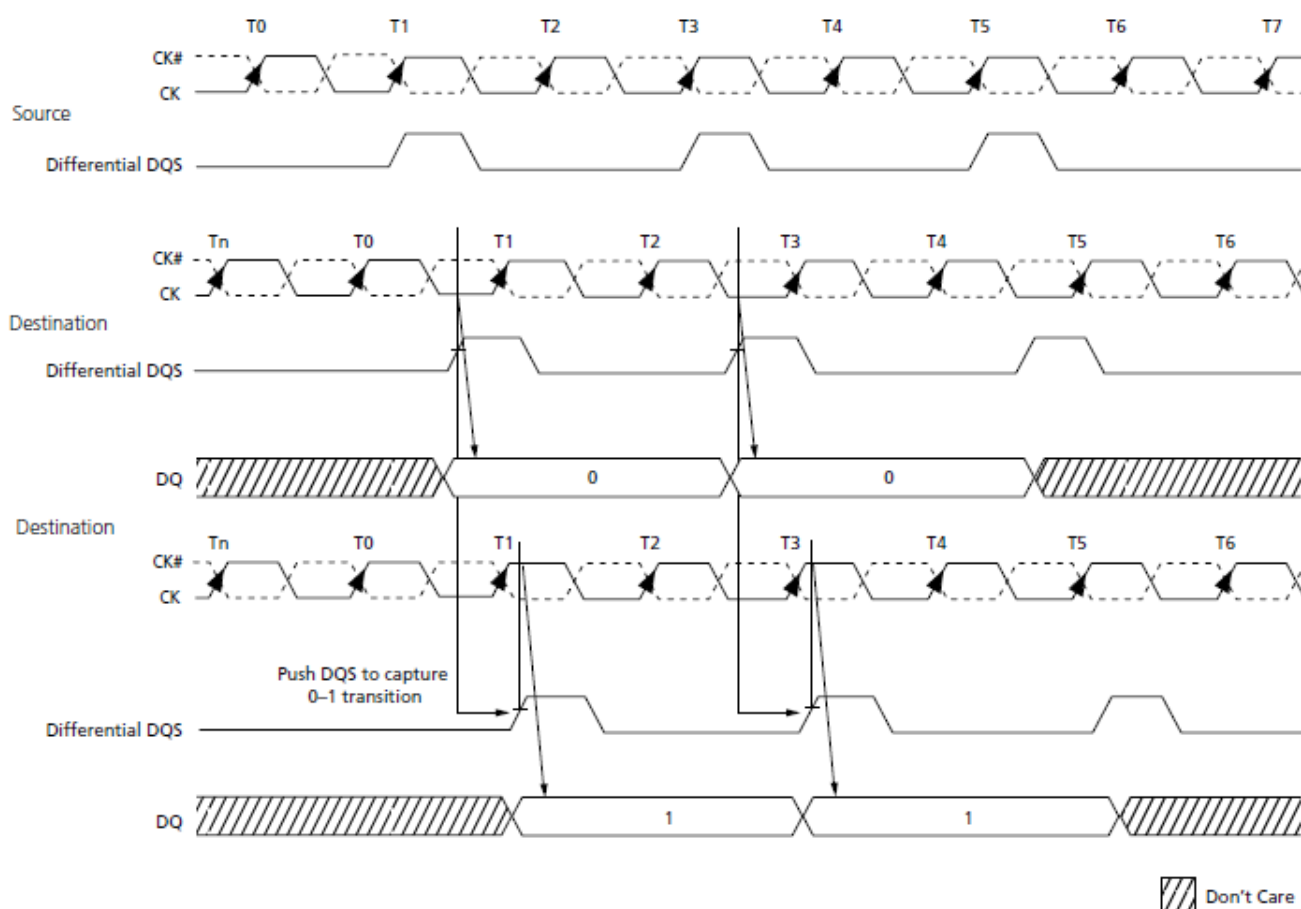 T0 T1 T2 T3 T4 T5 T6 T7
CK#
CK
Source
Differential DQS
Tn T0 T1 T2 T3 T4 T5 T6
CK#
CK
Destination
Differential DQS
DQ 0 0
Destination
Tn T0 T1 T2 T3 T4 T5 T6
CK#
CK
Push DQS to capture
0–1 transition
Differential DQS
DQ 1 1
Don't Care